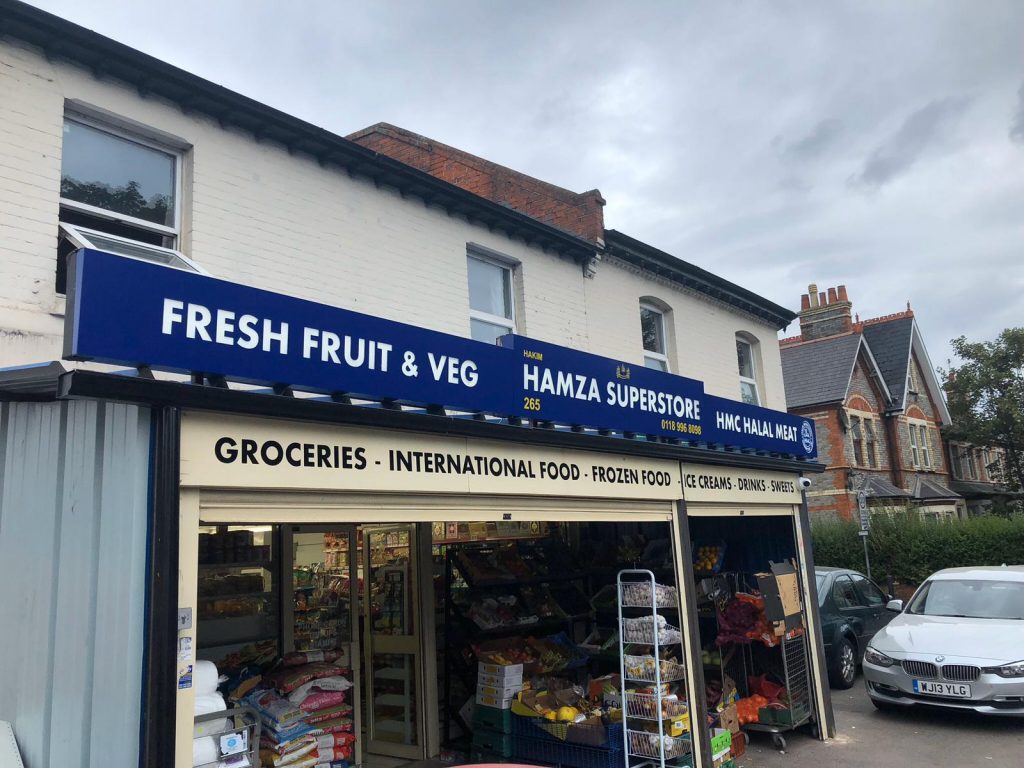 FRESH FRUIT & VEG
HAKIM
HAMZA SUPERSTORE
265
0118 996 8098
HMC HALAL MEAT
GROCERIES - INTERNATIONAL FOOD - FROZEN FOOD - ICE CREAMS - DRINKS - SWEETS
WJ13 YLG